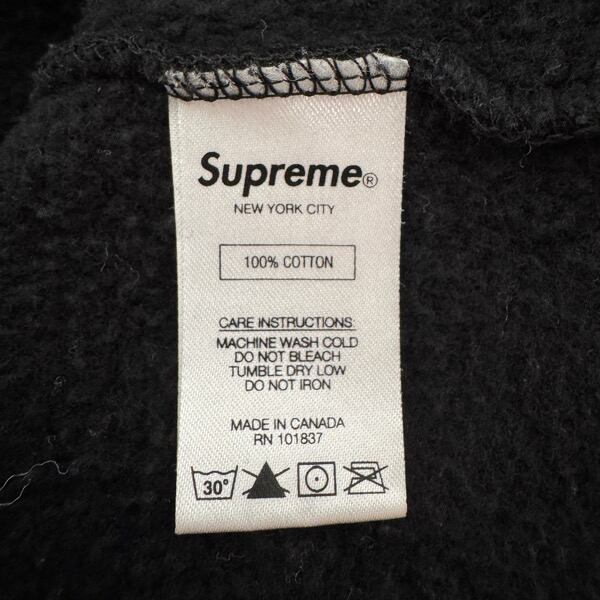 Supreme®
NEW YORK CITY
100% COTTON
CARE INSTRUCTIONS:
MACHINE WASH COLD
DO NOT BLEACH
TUMBLE DRY LOW
DO NOT IRON
MADE IN CANADA
RN 101837
30°